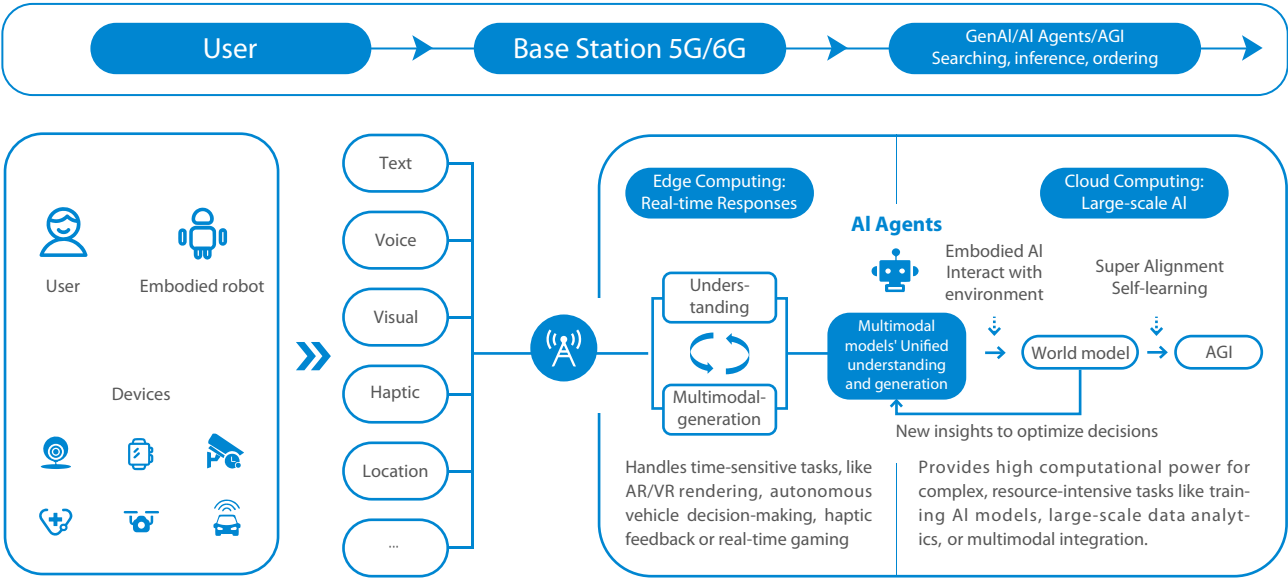 User
Base Station 5G/6G
GenAI/AI Agents/AGI
Searching, inference, ordering
User
Embodied robot
Devices
Text
Voice
Visual
Haptic
Location
...
Edge Computing:
Real-time Responses
Unders-
tanding
Multimodal-
generation
Handles time-sensitive tasks, like
AR/VR rendering, autonomous
vehicle decision-making, haptic
feedback or real-time gaming
AI Agents
Multimodal
models' Unified
understanding
and generation
Cloud Computing:
Large-scale AI
Embodied AI
Interact with
environment
Super Alignment
Self-learning
World model
AGI
New insights to optimize decisions
Provides high computational power for
complex, resource-intensive tasks like train-
ing AI models, large-scale data analyt-
ics, or multimodal integration.